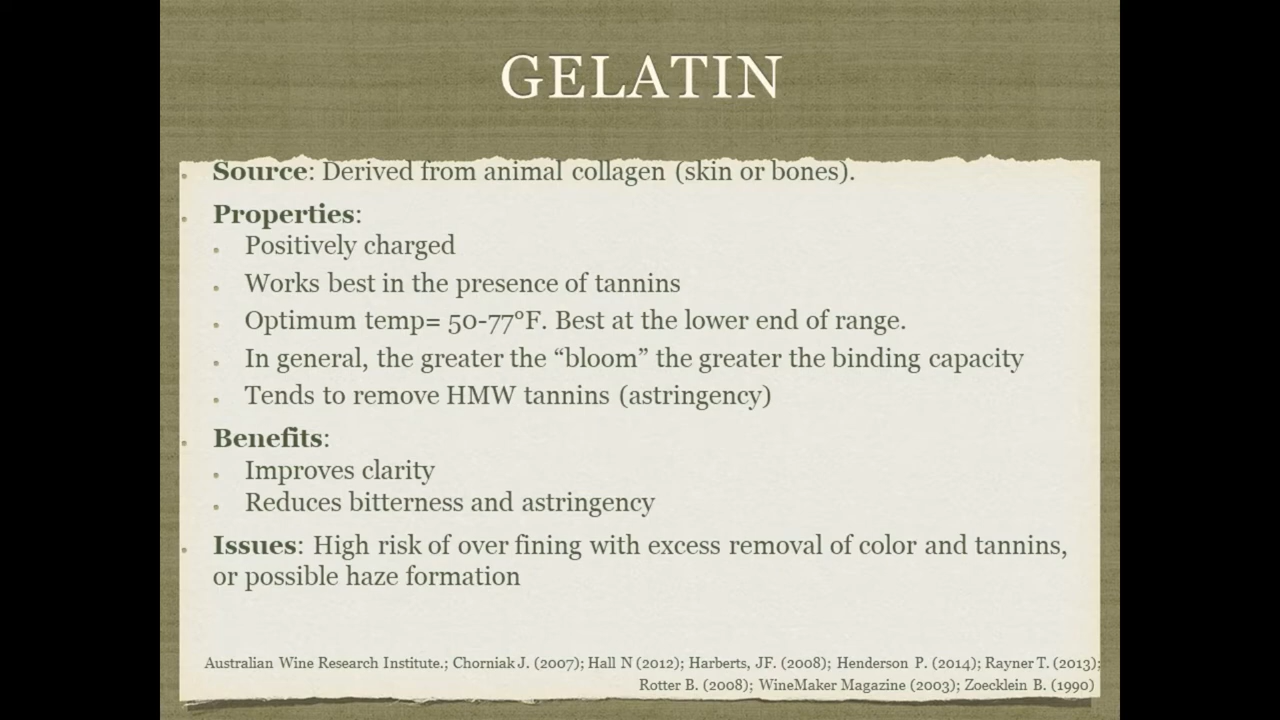 GELATIN
Source: Derived from animal collagen (skin or bones).
Properties:
Positively charged
Works best in the presence of tannins
Optimum temp= 50-77°F. Best at the lower end of range.
In general, the greater the “bloom” the greater the binding capacity
Tends to remove HMW tannins (astringency)
Benefits:
Improves clarity
Reduces bitterness and astringency
Issues: High risk of over fining with excess removal of color and tannins,
or possible haze formation
Australian Wine Research Institute.; Chorniak J. (2007); Hall N (2012); Harberts, JF. (2008); Henderson P. (2014); Rayner T. (2013);
Rotter B. (2008); WineMaker Magazine (2003); Zoecklein B. (1990)